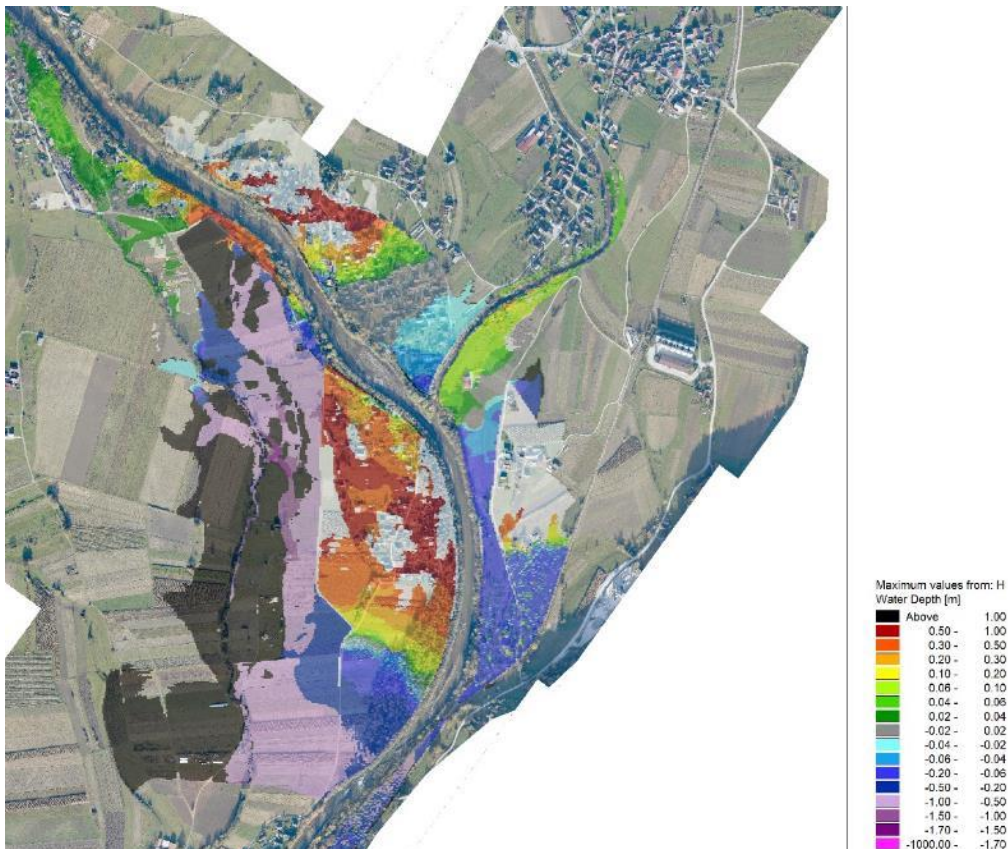 Maximum values from: H
Water Depth [m]
Above 1.00
0.50 - 1.00
0.30 - 0.50
0.20 - 0.30
0.10 - 0.20
0.06 - 0.10
0.04 - 0.06
0.02 - 0.04
-0.02 - 0.02
-0.04 - -0.02
-0.06 - -0.04
-0.20 - -0.06
-0.50 - -0.20
-1.00 - -0.50
-1.50 - -1.00
-1.70 - -1.50
-1000.00 - -1.70